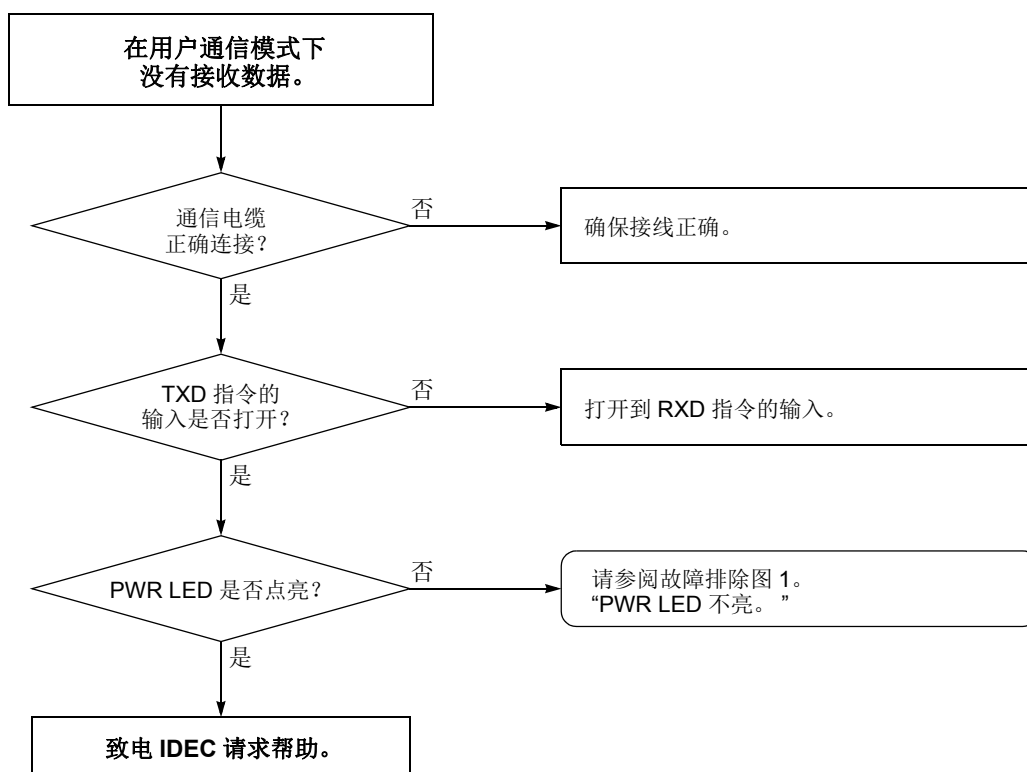 在用户通信模式下
没有接收数据。
通信电缆
正确连接?
否
确保接线正确。
是
TXD 指令的
输入是否打开?
否
打开到 RXD 指令的输入。
是
PWR LED 是否点亮?
否
请参阅故障排除图 1。
“PWR LED 不亮。 ”
是
致电 IDEC 请求帮助。